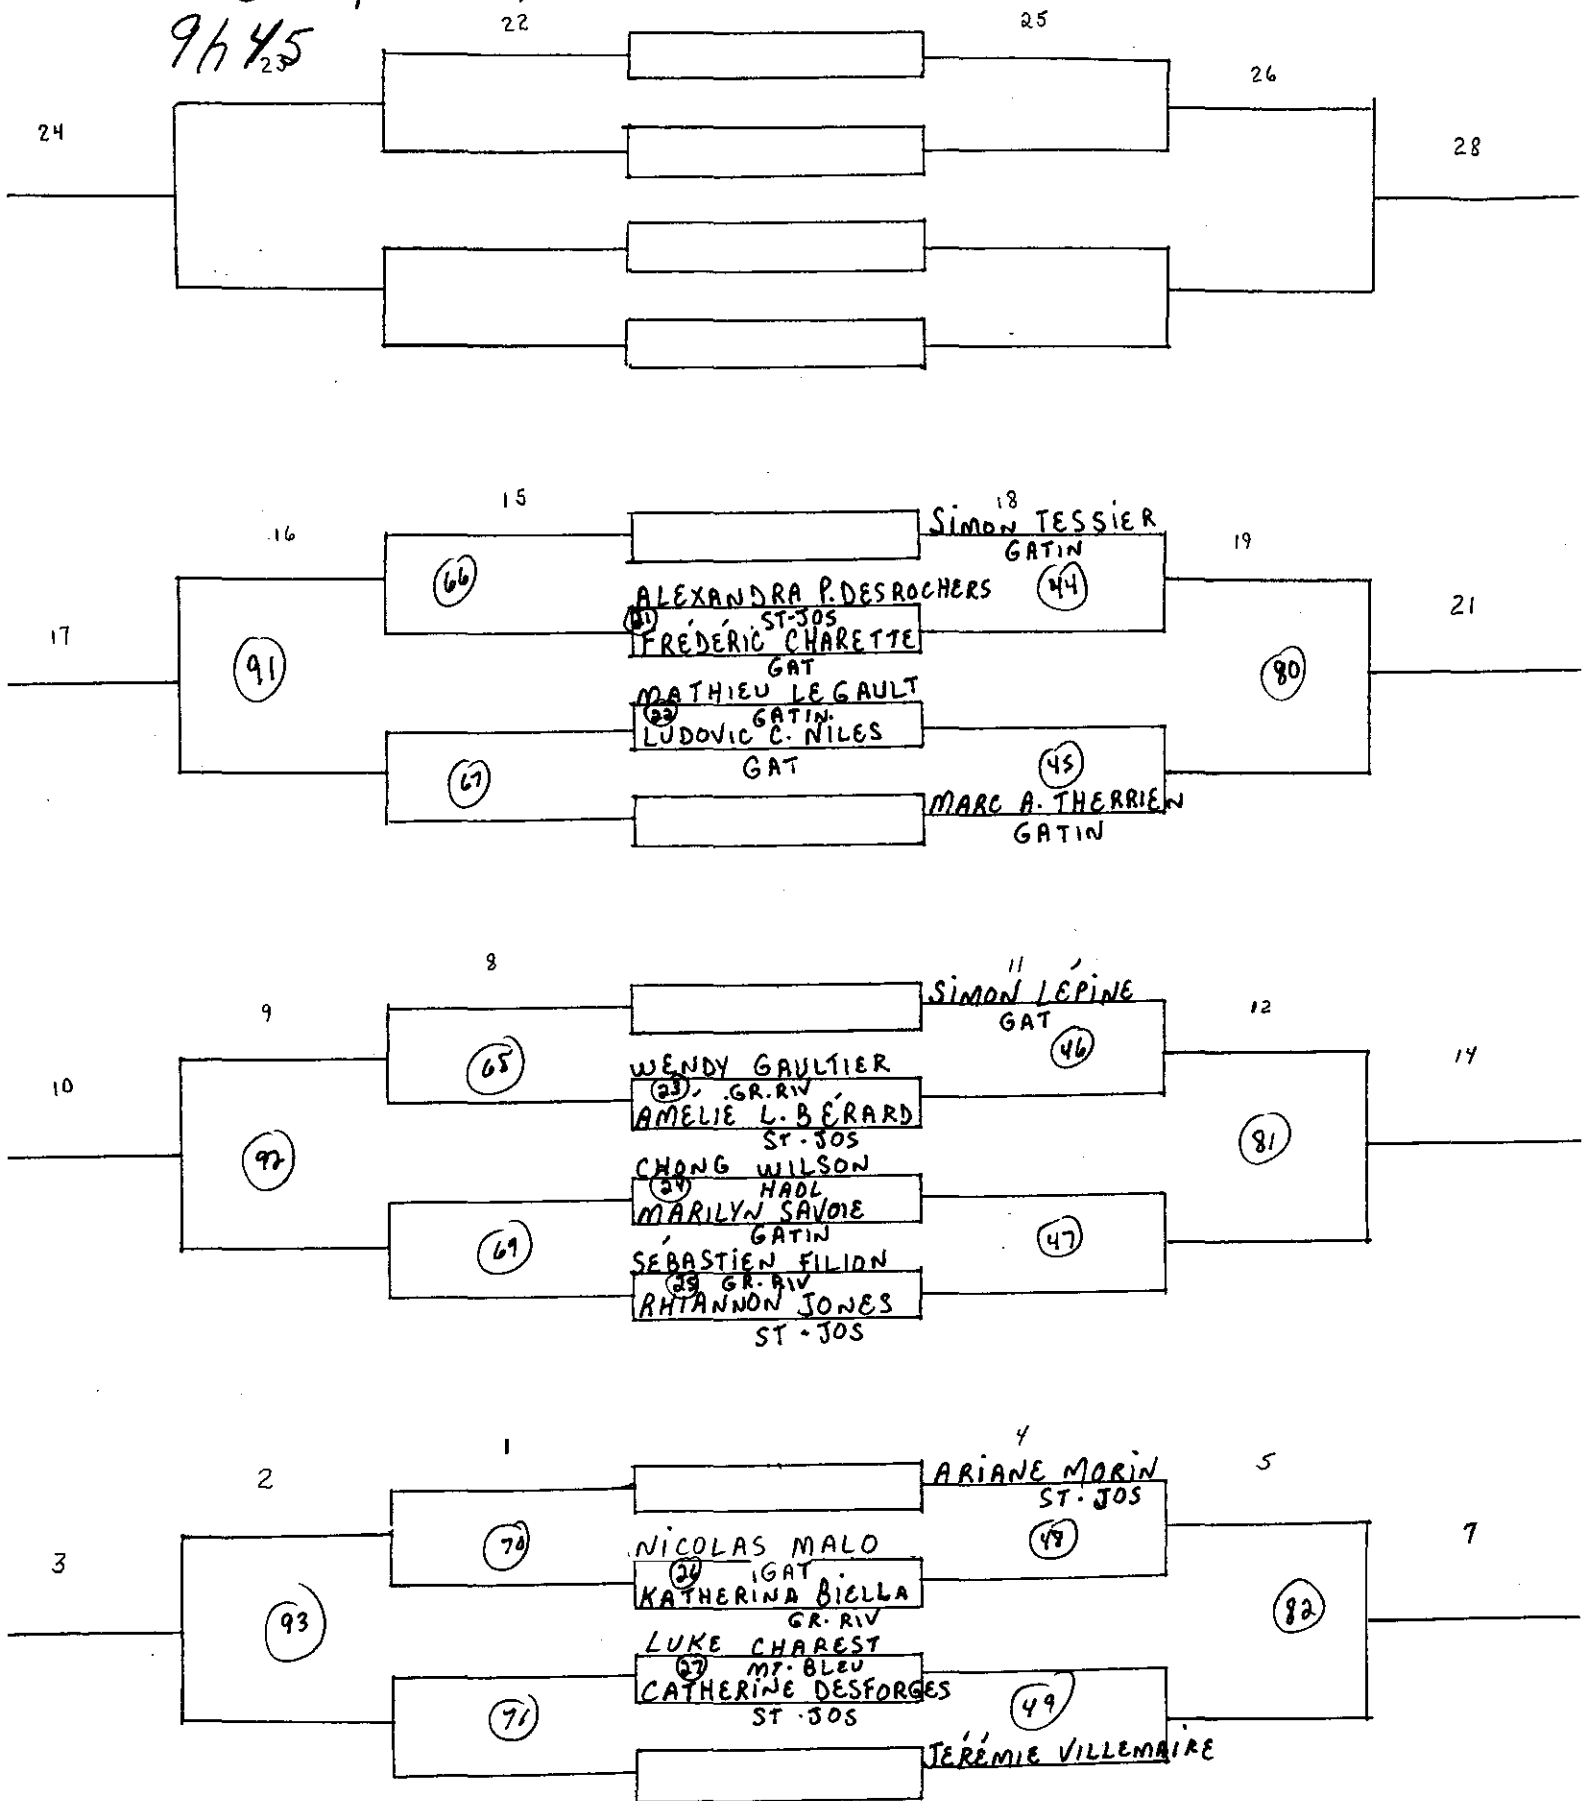 9h45
22
25
23
26
24
28
15
18
SIMON TESSIER
16
GATIN
19
66
44
ALEXANDRA P. DESROCHERS
21
ST-JOS
17
21
FRÉDÉRIC CHARETTE
GAT
91
80
MATHIEU LEGAULT
22
GATIN.
LUDOVIC C. NILES
GAT
67
45
MARC A. THERRIEN
GATIN
8
11
SIMON LÉPINE
9
GAT
12
65
46
WENDY GAULTIER
10
23
GR.RIV
14
AMÉLIE L. BÉRARD
ST-JOS
92
81
CHONG WILSON
24
HADL
MARILYN SAVOIE
GATIN
69
47
SÉBASTIEN FILION
25
GR.RIV
RHIANNON JONES
ST-JOS
1
4
ARIANE MORIN
2
ST-JOS
5
70
48
NICOLAS MALO
3
26
GAT
7
KATHERINA BIELLA
GR.RIV
93
82
LUKE CHAREST
27
MT-BLEU
CATHERINE DESFORGES
ST-JOS
71
49
JÉRÉMIE VILLEMAIRE